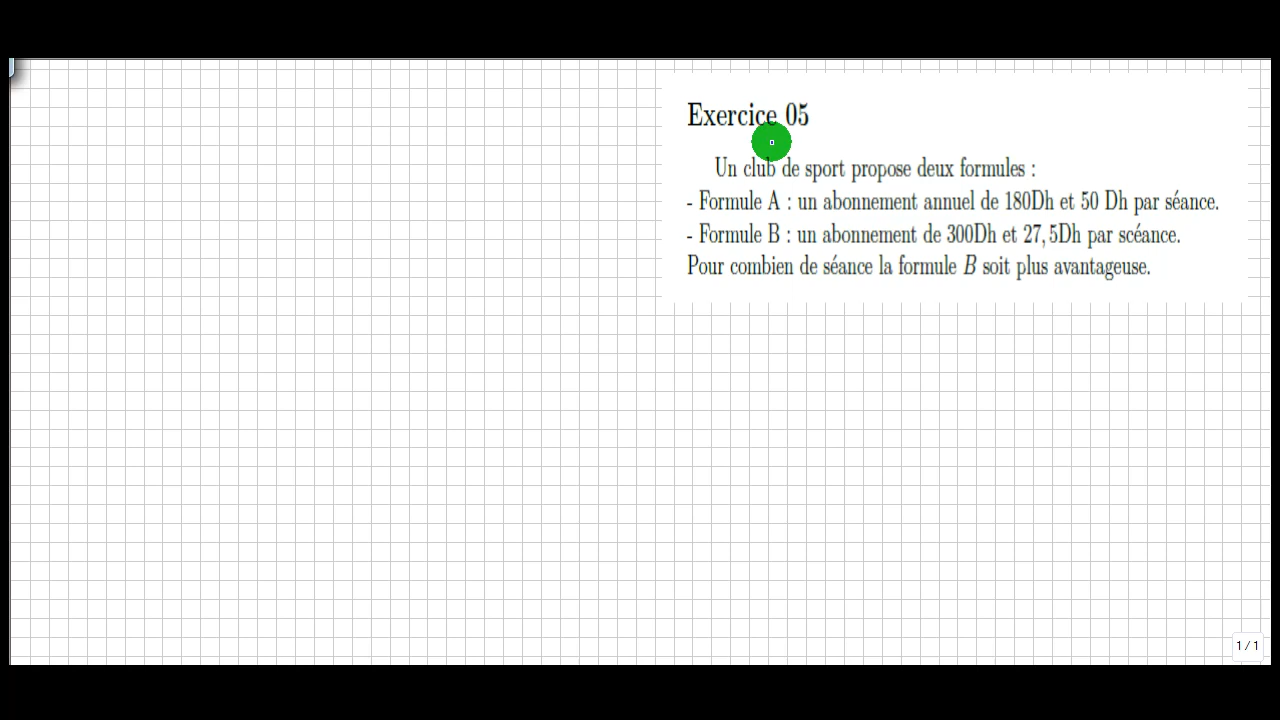 Exercice 05
Un club de sport propose deux formules :
- Formule A : un abonnement annuel de 180Dh et 50 Dh par séance.
- Formule B : un abonnement de 300Dh et 27,5Dh par scéance.
Pour combien de séance la formule B soit plus avantageuse.
1 / 1